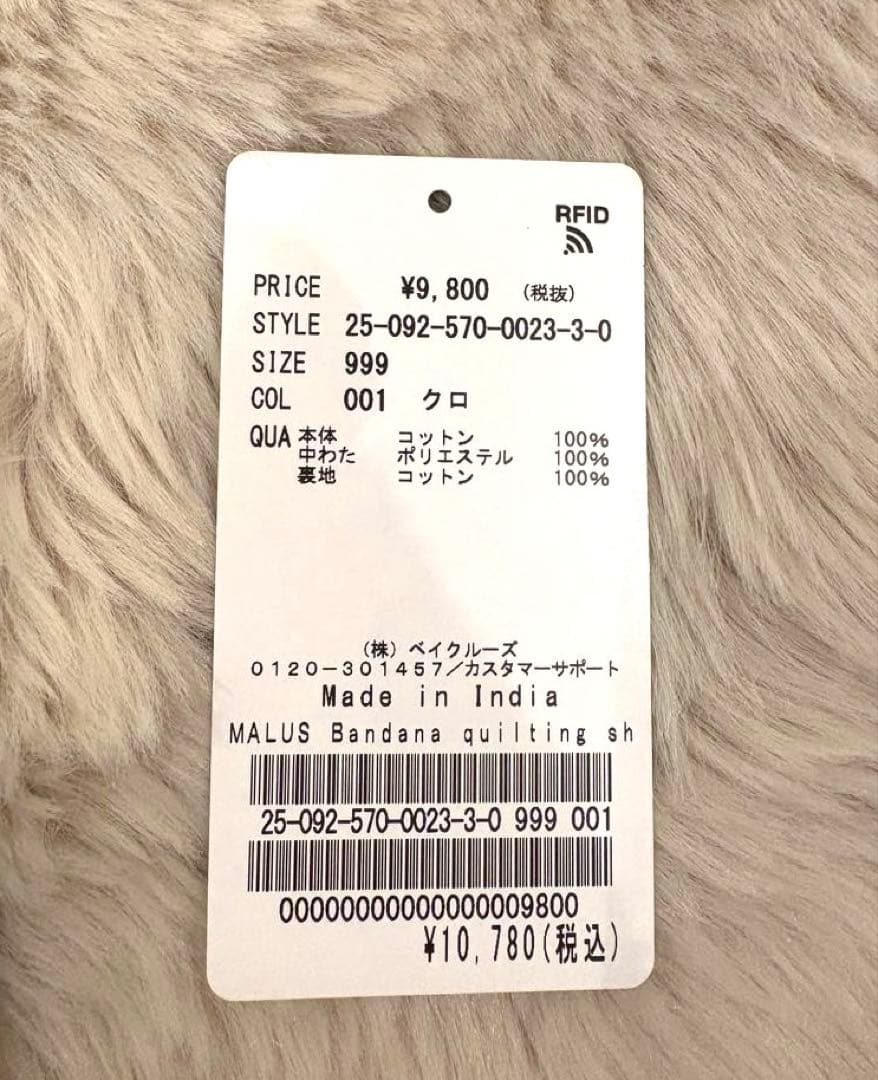 RFID
PRICE ¥9,800 (税抜)
STYLE 25-092-570-0023-3-0
SIZE 999
COL 001 クロ
QUA 本体 コットン 100%
中わた ポリエステル 100%
裏地 コットン 100%
(株) ベイクルーズ
0120-301457/カスタマーサポート
Made in India
MALUS Bandana quilting sh
25-092-570-0023-3-0 999 001
00000000000000009800
¥10,780(税込)